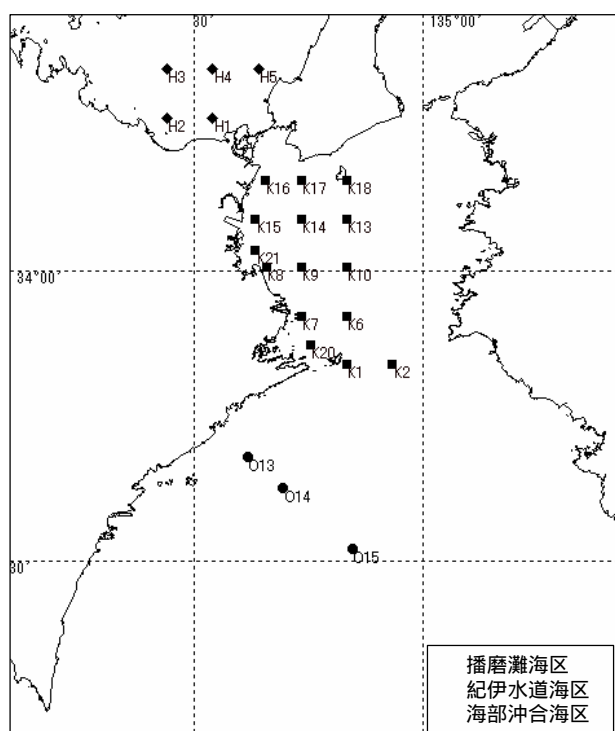 30′
135°00′
H3
H4
H5
H2
H1
K16
K17
K18
K15
K14
K13
K21
34°00′
K8
K9
K10
K7
K6
K20
K1
K2
O13
O14
O15
30′
播磨灘海区
紀伊水道海区
海部沖合海区